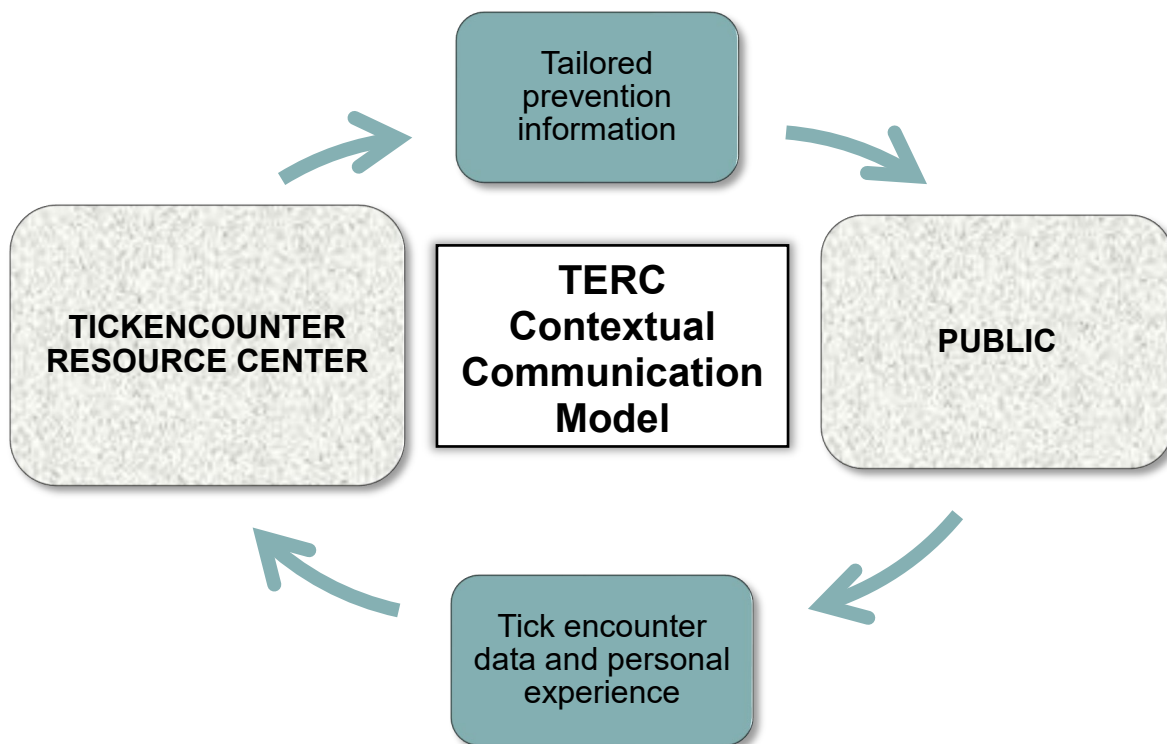 Tailored
prevention
information
TICKENCOUNTER
RESOURCE CENTER
TERC
Contextual
Communication
Model
PUBLIC
Tick encounter
data and personal
experience